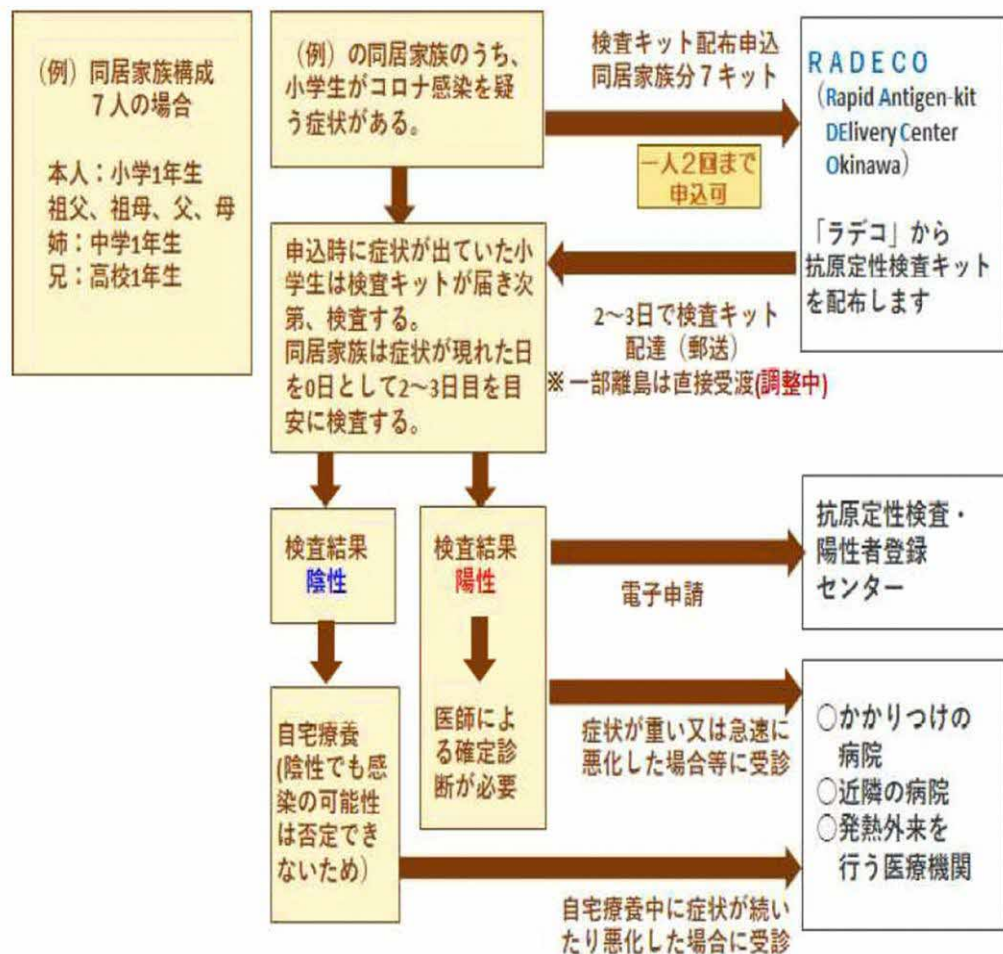 （例）同居家族構成
７人の場合
本人：小学1年生
祖父、祖母、父、母
姉：中学1年生
兄：高校1年生
（例）の同居家族のうち、
小学生がコロナ感染を疑
う症状がある。
検査キット配布申込
同居家族分７キット
一人２回まで
申込可
RADECO
（Rapid Antigen-kit
DElivery Center
Okinawa）
「ラデコ」から
抗原定性検査キット
を配布します
申込時に症状が出ていた小
学生は検査キットが届き次
第、検査する。
同居家族は症状が現れた日
を0日として2～3日目を目
安に検査する。
2～3日で検査キット
配達（郵送）
※ 一部離島は直接受渡(調整中)
検査結果
陰性
検査結果
陽性
医師によ
る確定診
断が必要
電子申請
抗原定性検査・
陽性者登録
センター
自宅療養
(陰性でも感
染の可能性
は否定でき
ないため）
症状が重い又は急速に
悪化した場合等に受診
○かかりつけの
病院
○近隣の病院
○発熱外来を
行う医療機関
自宅療養中に症状が続い
たり悪化した場合に受診